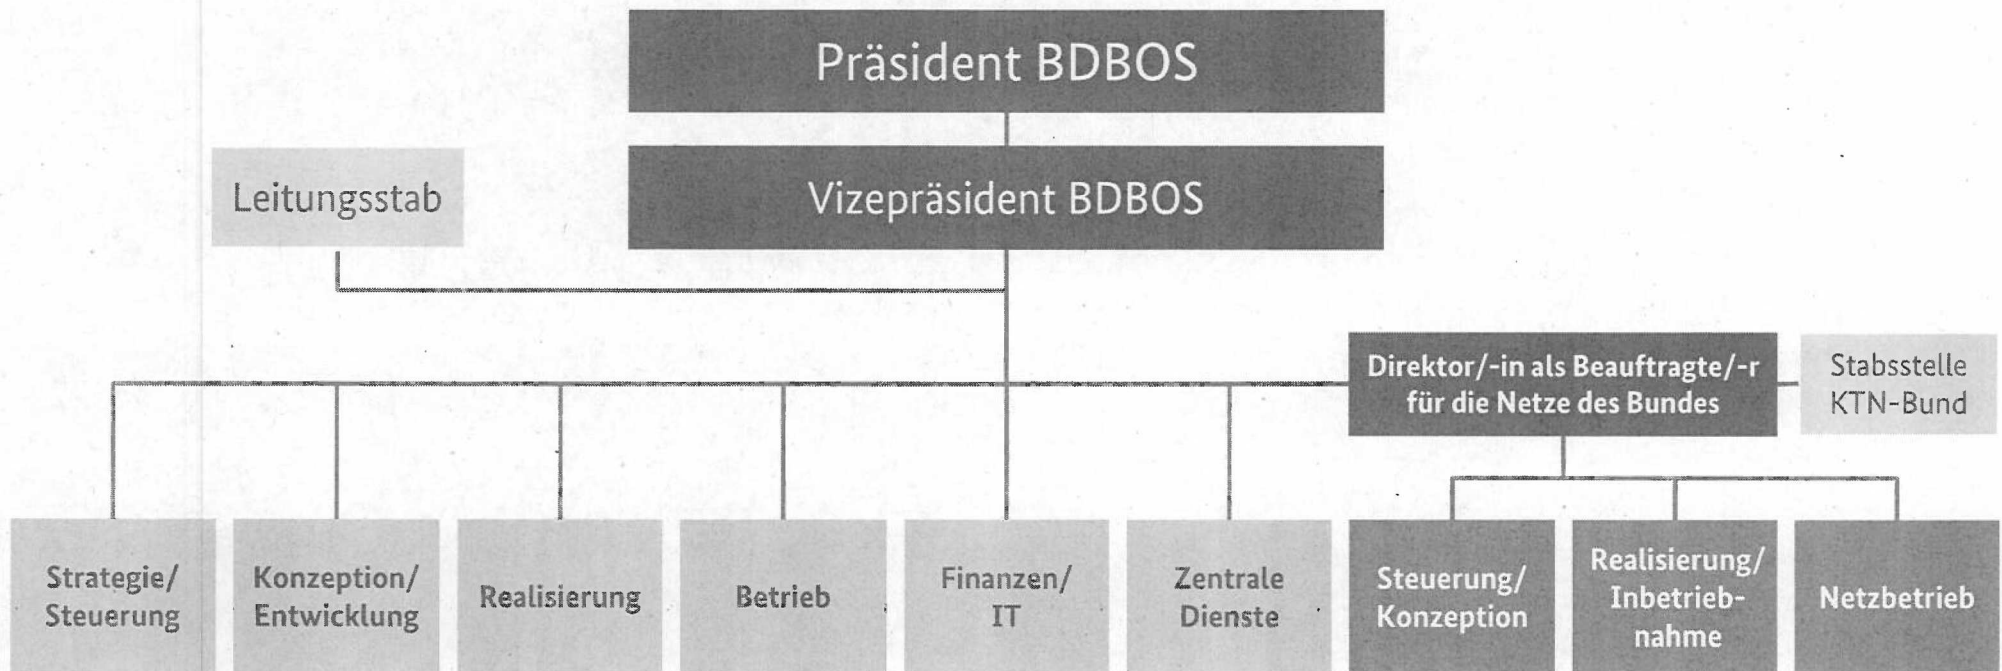 Präsident BDBOS
Leitungsstab
Vizepräsident BDBOS
Direktor/-in als Beauftragte/-r
für die Netze des Bundes
Stabsstelle
KTN-Bund
Strategie/
Steuerung
Konzeption/
Entwicklung
Realisierung
Betrieb
Finanzen/
IT
Zentrale
Dienste
Steuerung/
Konzeption
Realisierung/
Inbetrieb-
nahme
Netzbetrieb